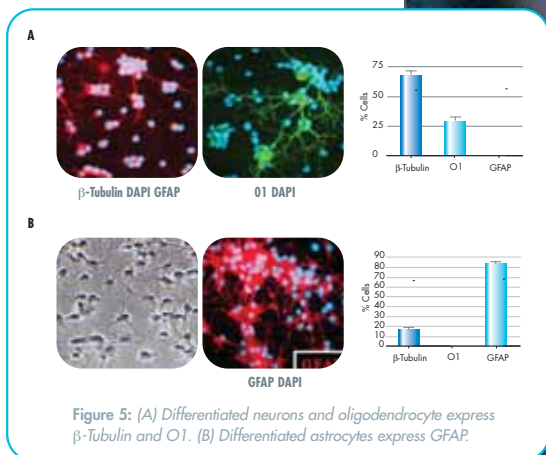 A
75
50
25
0
% Cells
β-Tubulin O1 GFAP
β-Tubulin DAPI GFAP
O1 DAPI
B
90
80
70
60
50
40
30
20
10
0
% Cells
β-Tubulin O1 GFAP
GFAP DAPI
Figure 5: (A) Differentiated neurons and oligodendrocyte express
β-Tubulin and O1. (B) Differentiated astrocytes express GFAP.